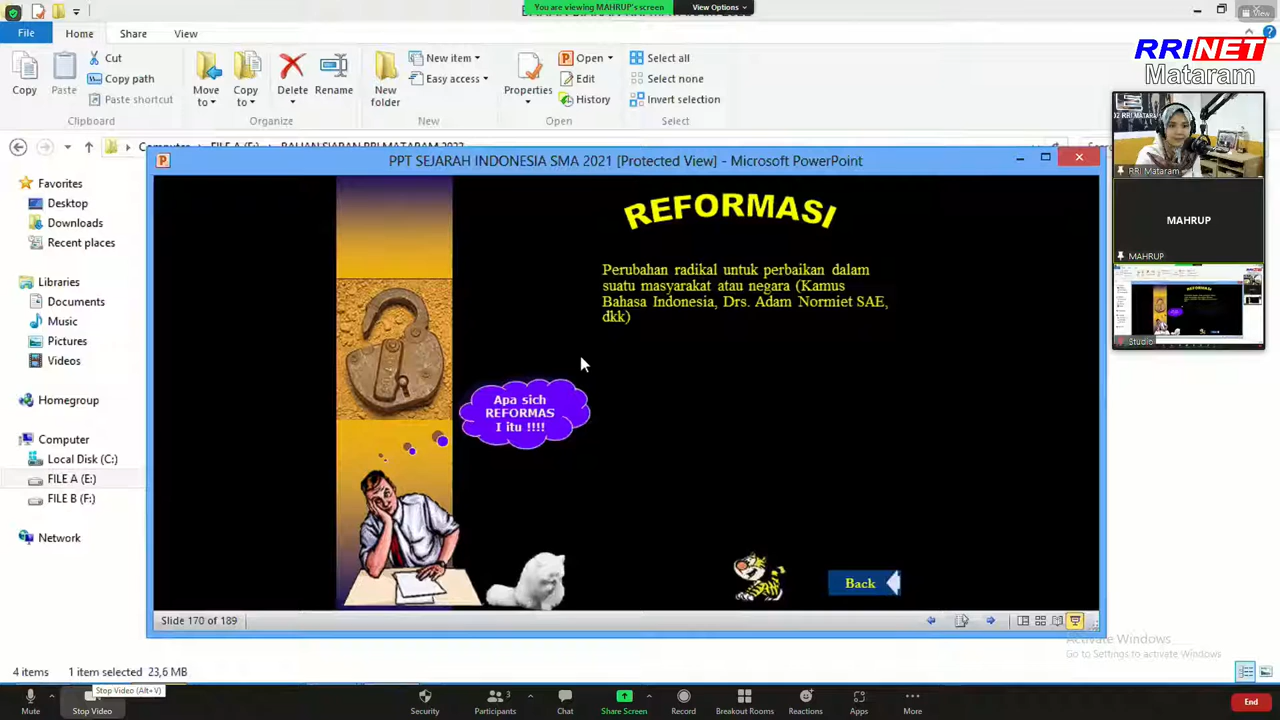 You are viewing MAHRUP's screen
View Options
View
File
Home
Share
View
RRINET
Mataram
Copy
Paste
Cut
Copy path
Paste shortcut
Clipboard
Move to
Copy to
Delete
Rename
Organize
New folder
New item
Easy access
New
Properties
Open
Edit
History
Open
Select all
Select none
Invert selection
Select
PPT SEJARAH INDONESIA SMA 2021 [Protected View] - Microsoft PowerPoint
Favorites
Desktop
Downloads
Recent places
Libraries
Documents
Music
Pictures
Videos
Homegroup
Computer
Local Disk (C:)
FILE A (E:)
FILE B (F:)
Network
REFORMASI
Perubahan radikal untuk perbaikan dalam
suatu masyarakat atau negara (Kamus
Bahasa Indonesia, Drs. Adam Normiet SAE,
dkk)
Apa sich
REFORMAS
I itu !!!!
Back
Slide 170 of 189
RRI Mataram
MAHRUP
MAHRUP
Studio
Activate Windows
Go to Settings to activate Windows.
4 items
1 item selected 23,6 MB
Stop Video (Alt+V)
Mute
Stop Video
Security
Participants
3
Chat
Share Screen
Record
Breakout Rooms
Reactions
Apps
More
End